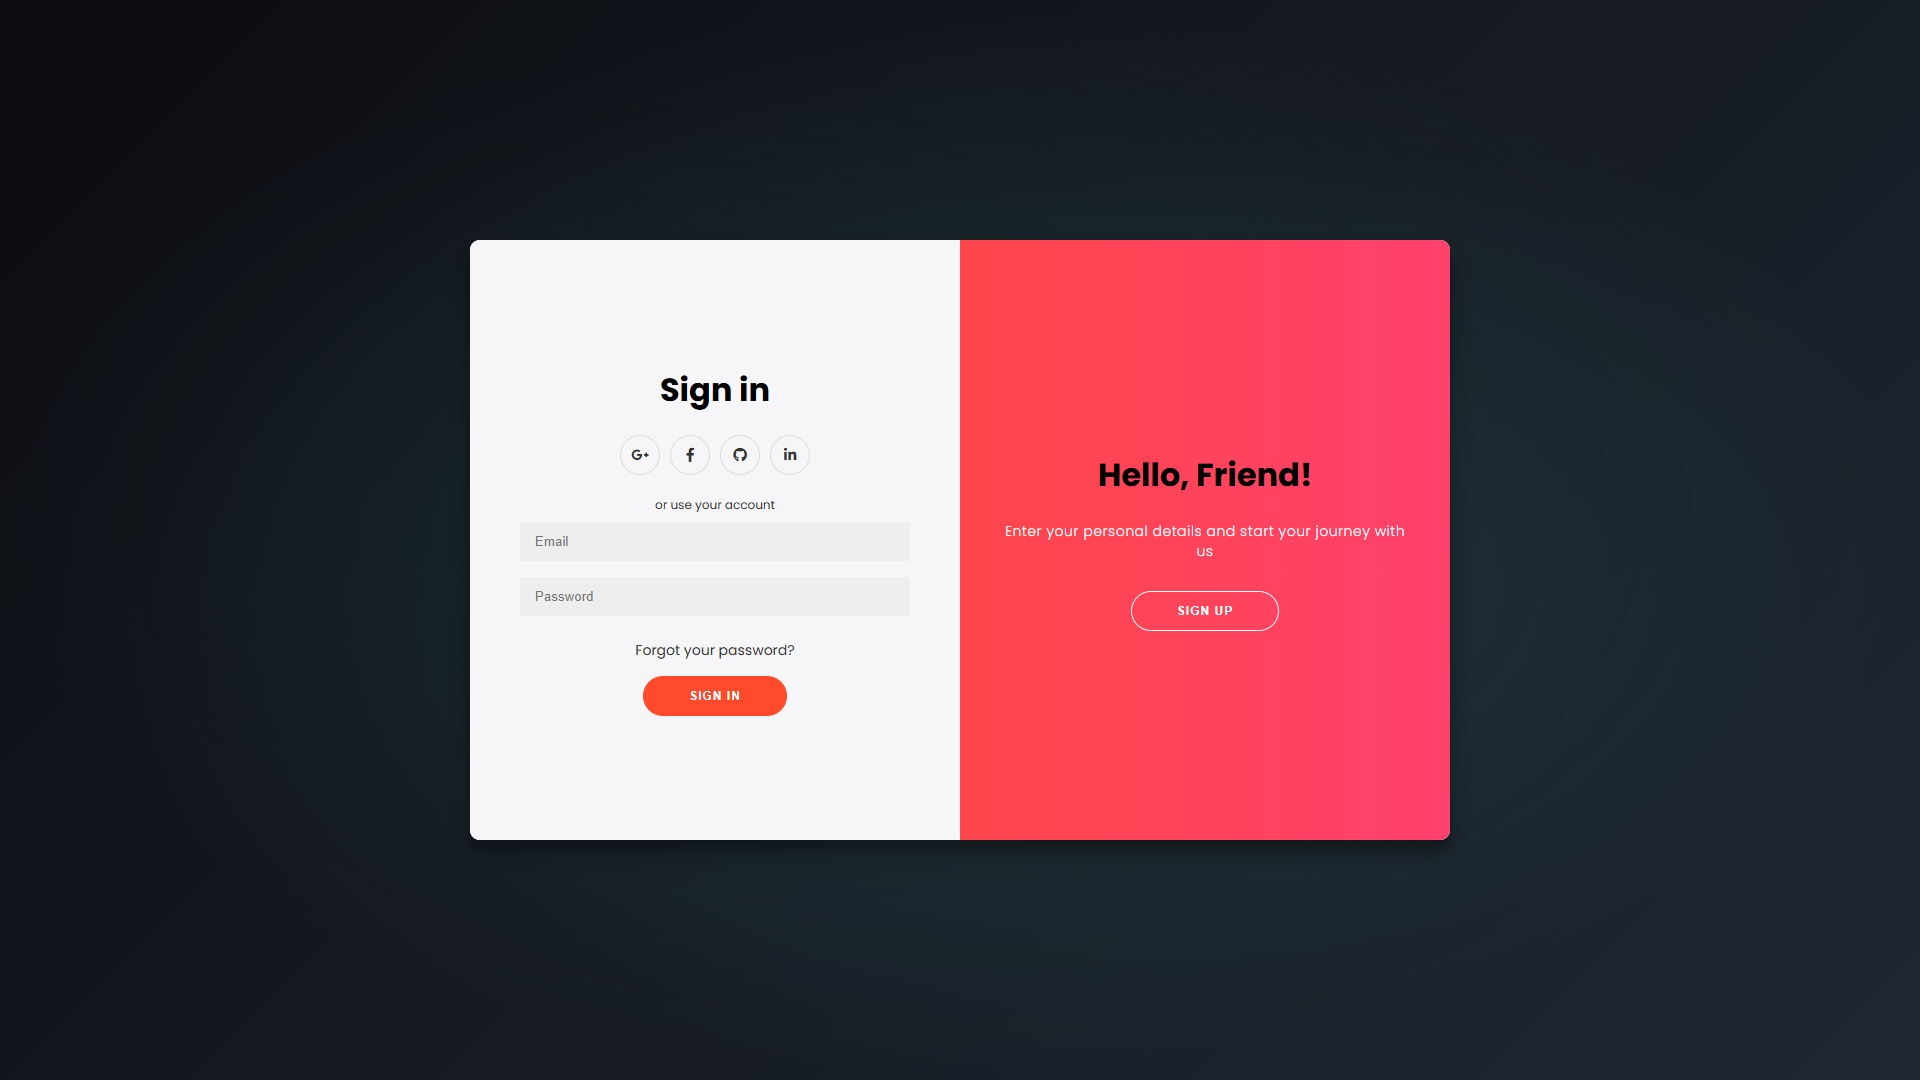 Sign in
G+
f
in
or use your account
Email
Password
Forgot your password?
SIGN IN
Hello, Friend!
Enter your personal details and start your journey with
us
SIGN UP